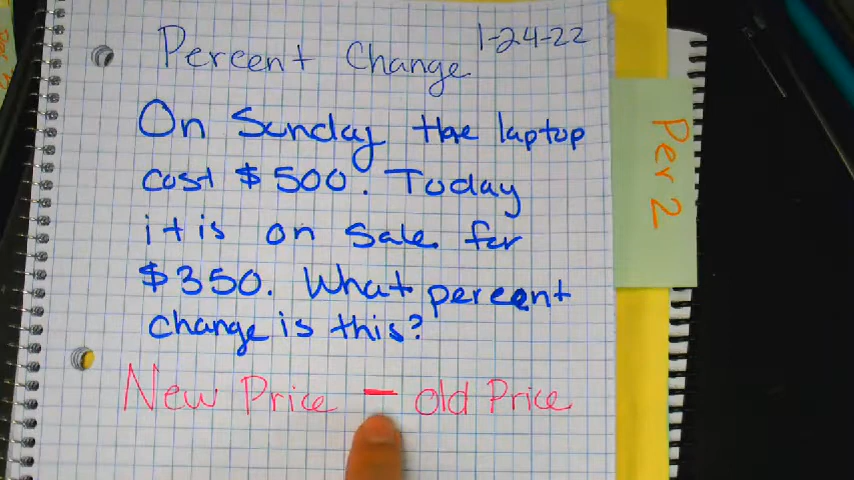 Percent Change 1-24-22
On Sunday the laptop
cost $500. Today
it is on sale for
$350. What percent
change is this?
New Price - Old Price
Per 2